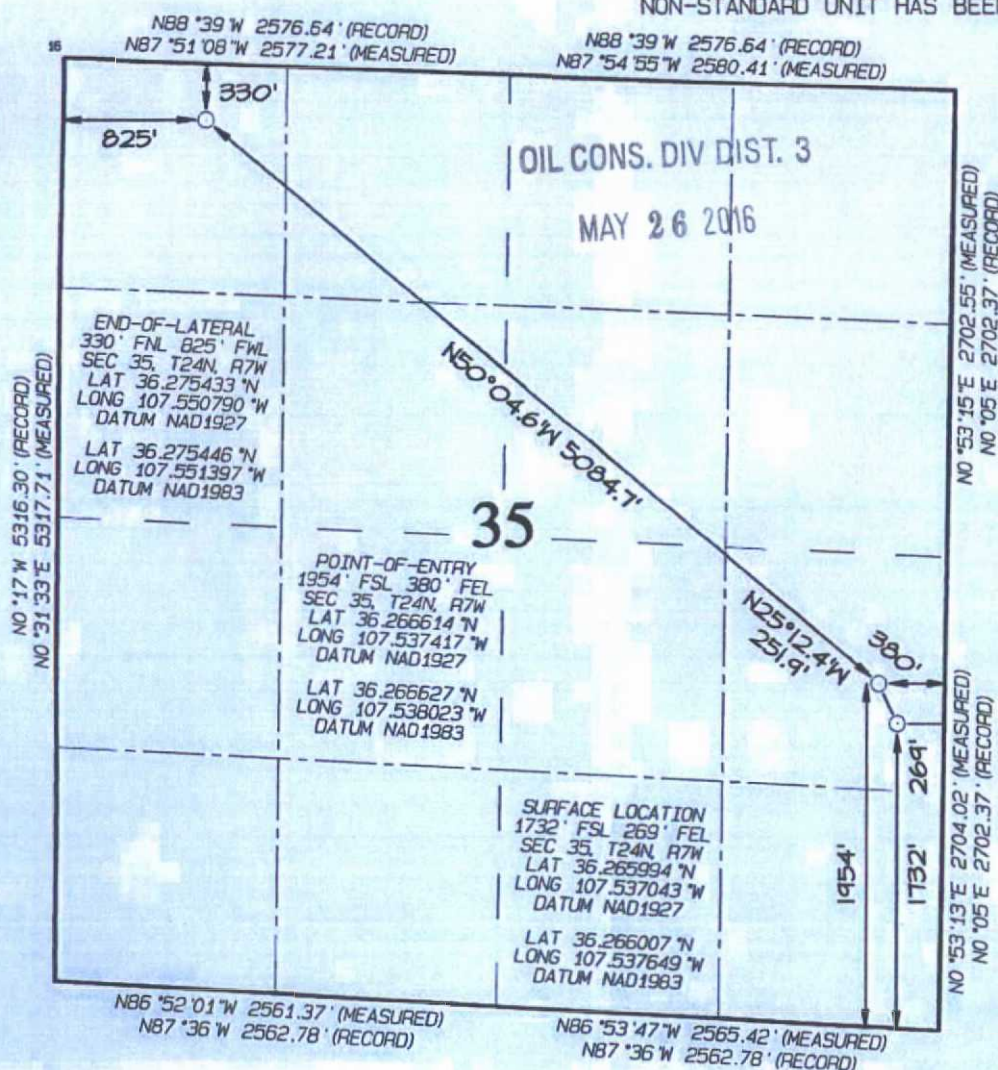 NON-STANDARD UNIT HAS BEEN
N88°39'W 2576.64' (RECORD)
N87°51'08"W 2577.21' (MEASURED)
N88°39'W 2576.64' (RECORD)
N87°54'55"W 2580.41' (MEASURED)
16
330'
825'
OIL CONS. DIV DIST. 3
MAY 26 2016
N0°53'15"E 2702.55' (MEASURED)
N0°05'E 2702.37' (RECORD)
END-OF-LATERAL
330' FNL 825' FWL
SEC 35, T24N, R7W
LAT 36.275433°N
LONG 107.550790°W
DATUM NAD1927
LAT 36.275446°N
LONG 107.551397°W
DATUM NAD1983
N50°04.6'W 5084.7'
N0°17'W 5316.30' (RECORD)
N0°31'33"E 5317.71' (MEASURED)
35
POINT-OF-ENTRY
1954' FSL 380' FEL
SEC 35, T24N, R7W
LAT 36.266614°N
LONG 107.537417°W
DATUM NAD1927
LAT 36.266627°N
LONG 107.538023°W
DATUM NAD1983
N25°12.4'W
251.9'
380'
269'
1954'
1732'
N0°53'13"E 2704.02' (MEASURED)
N0°05'E 2702.37' (RECORD)
SURFACE LOCATION
1732' FSL 269' FEL
SEC 35, T24N, R7W
LAT 36.265994°N
LONG 107.537043°W
DATUM NAD1927
LAT 36.266007°N
LONG 107.537649°W
DATUM NAD1983
N86°52'01"W 2561.37' (MEASURED)
N87°36'W 2562.78' (RECORD)
N86°53'47"W 2565.42' (MEASURED)
N87°36'W 2562.78' (RECORD)